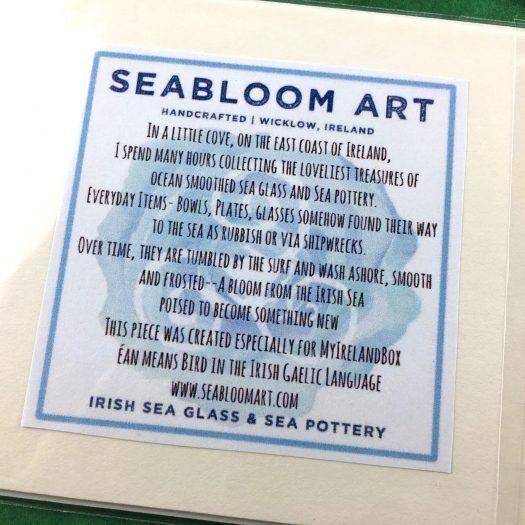 SEABLOOM ART
HANDCRAFTED | WICKLOW, IRELAND
IN A LITTLE COVE, ON THE EAST COAST OF IRELAND,
I SPEND MANY HOURS COLLECTING THE LOVELIEST TREASURES OF
OCEAN SMOOTHED SEA GLASS AND SEA POTTERY.
EVERYDAY ITEMS- BOWLS, PLATES, GLASSES SOMEHOW FOUND THEIR WAY
TO THE SEA AS RUBBISH OR VIA SHIPWRECKS.
OVER TIME, THEY ARE TUMBLED BY THE SURF AND WASH ASHORE, SMOOTH
AND FROSTED--A BLOOM FROM THE IRISH SEA
POISED TO BECOME SOMETHING NEW
THIS PIECE WAS CREATED ESPECIALLY FOR MYIRELANDBOX
ÉAN MEANS BIRD IN THE IRISH GAELIC LANGUAGE
WWW.SEABLOOMART.COM
IRISH SEA GLASS & SEA POTTERY